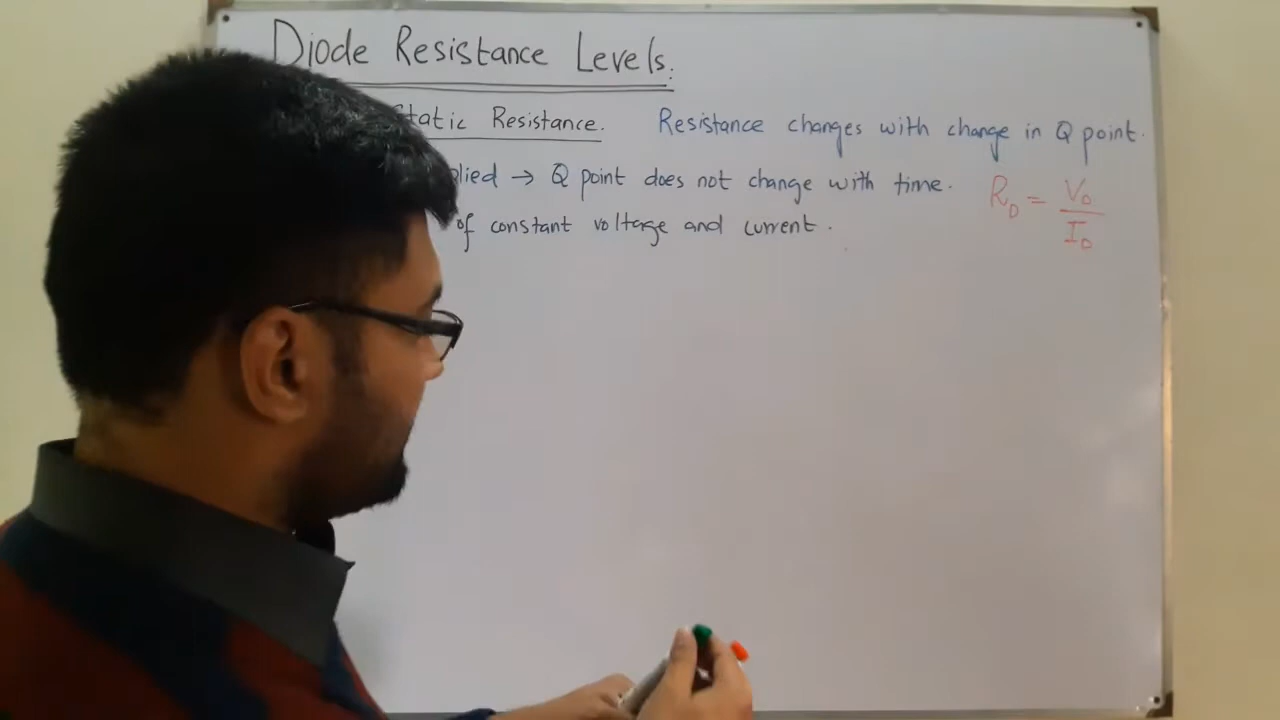 Diode Resistance Levels.
Static Resistance. Resistance changes with change in Q point.
→ Q point does not change with time. R_D = V_D / I_D
of constant voltage and current.